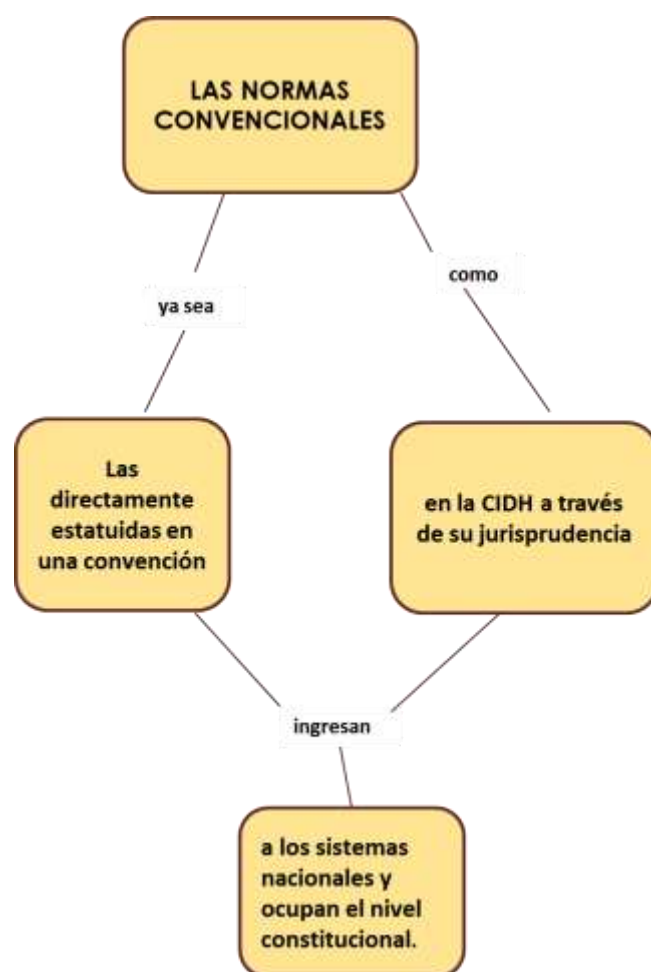 LAS NORMAS
CONVENCIONALES
ya sea
como
Las
directamente
estatuidas en
una convención
en la CIDH a través
de su jurisprudencia
ingresan
a los sistemas
nacionales y
ocupan el nivel
constitucional.